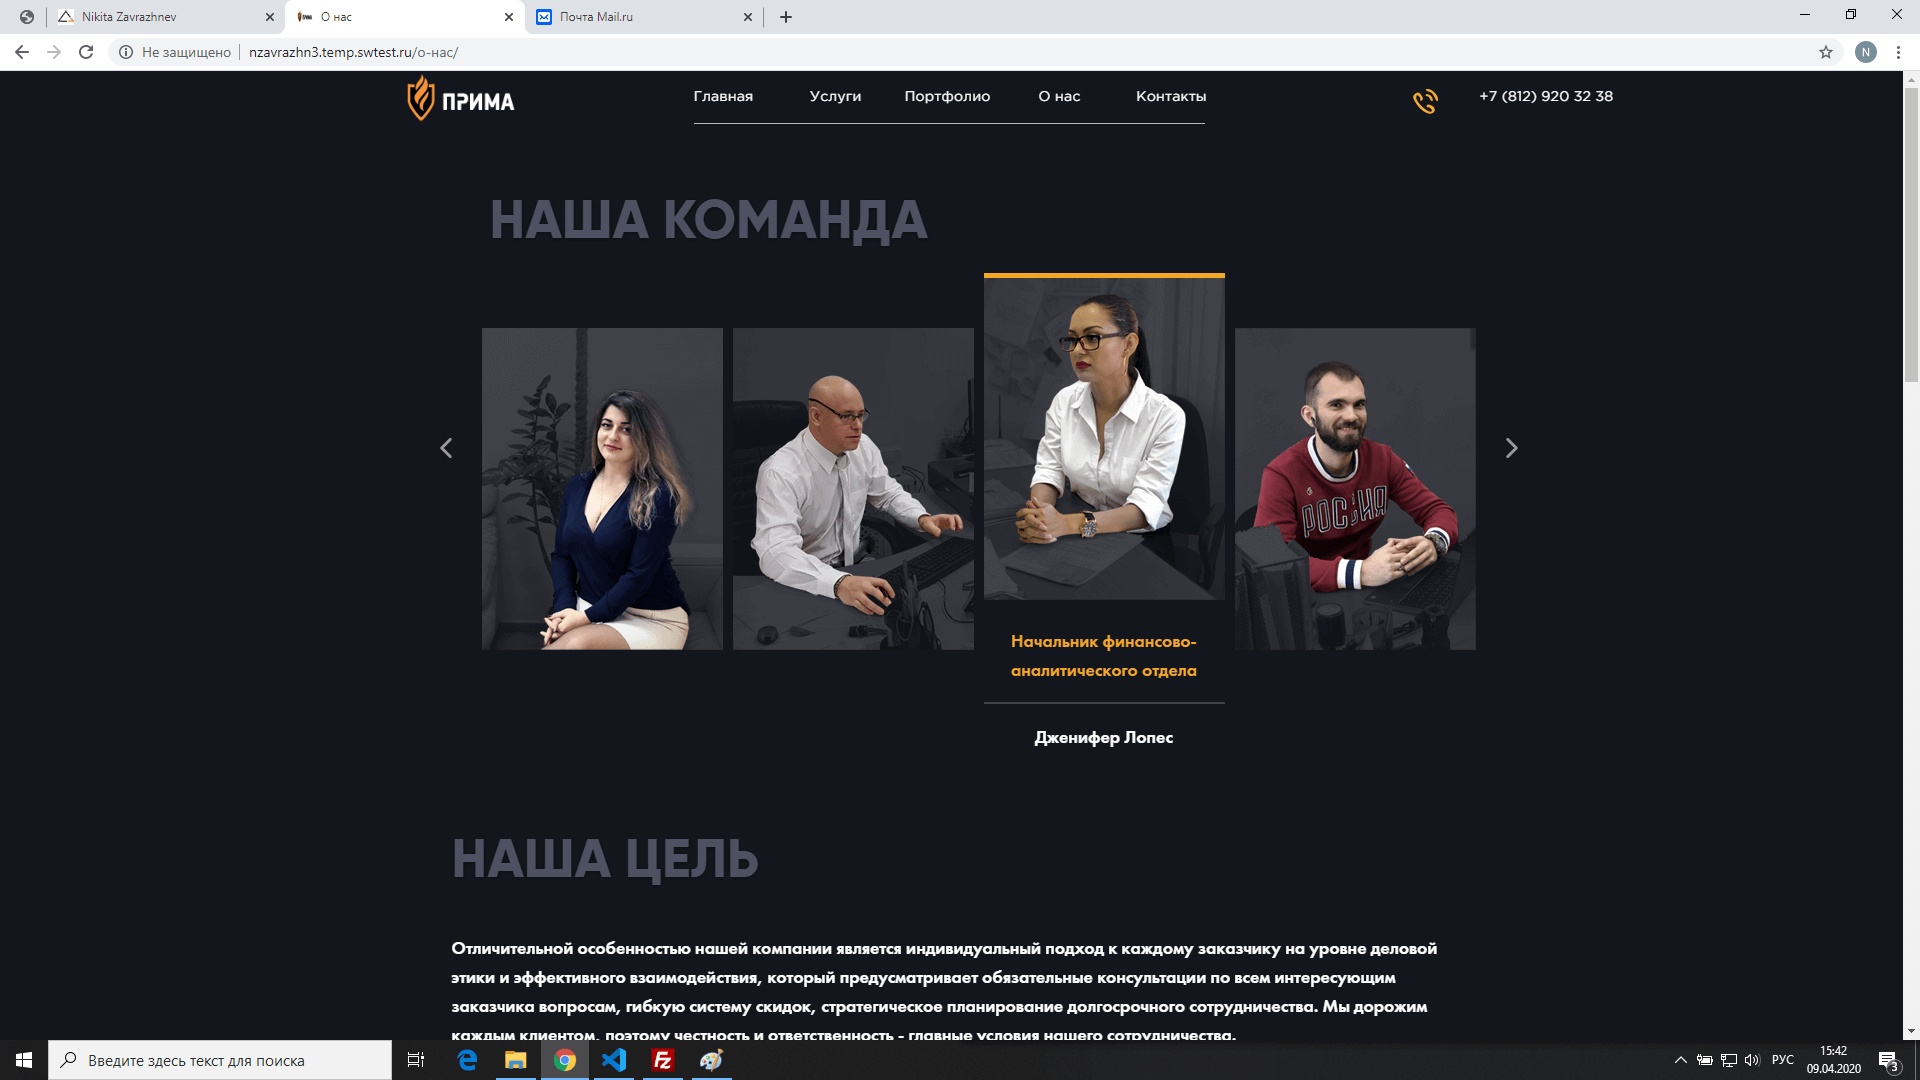 Nikita Zavrazhnev
О нас
Почта Mail.ru
Не защищено
nzavrazhn3.temp.swtest.ru/о-нас/
N
ПРИМА
Главная
Услуги
Портфолио
О нас
Контакты
+7 (812) 920 32 38
НАША КОМАНДА
РОССИЯ
Начальник финансово-
аналитического отдела
Дженифер Лопес
НАША ЦЕЛЬ
Отличительной особенностью нашей компании является индивидуальный подход к каждому заказчику на уровне деловой
этики и эффективного взаимодействия, который предусматривает обязательные консультации по всем интересующим
заказчика вопросам, гибкую систему скидок, стратегическое планирование долгосрочного сотрудничества. Мы дорожим
каждым клиентом, поэтому честность и ответственность - главные условия нашего сотрудничества.
Введите здесь текст для поиска
РУС
15:42
09.04.2020
3